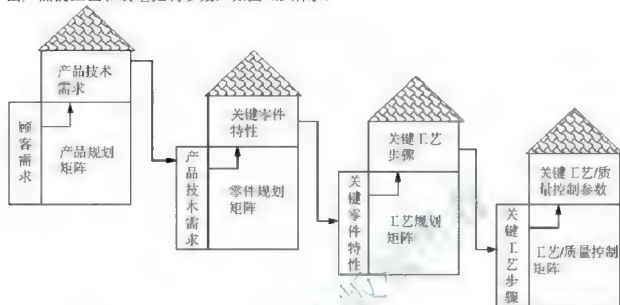 产品技术
需求
顾客需求
产品规划
矩阵
关键零件
特性
产品技术需求
零件规划
矩阵
关键工艺
步骤
关键零件特性
工艺规划
矩阵
关键工艺/质
量控制参数
关键工艺步骤
工艺/质量控制
矩阵